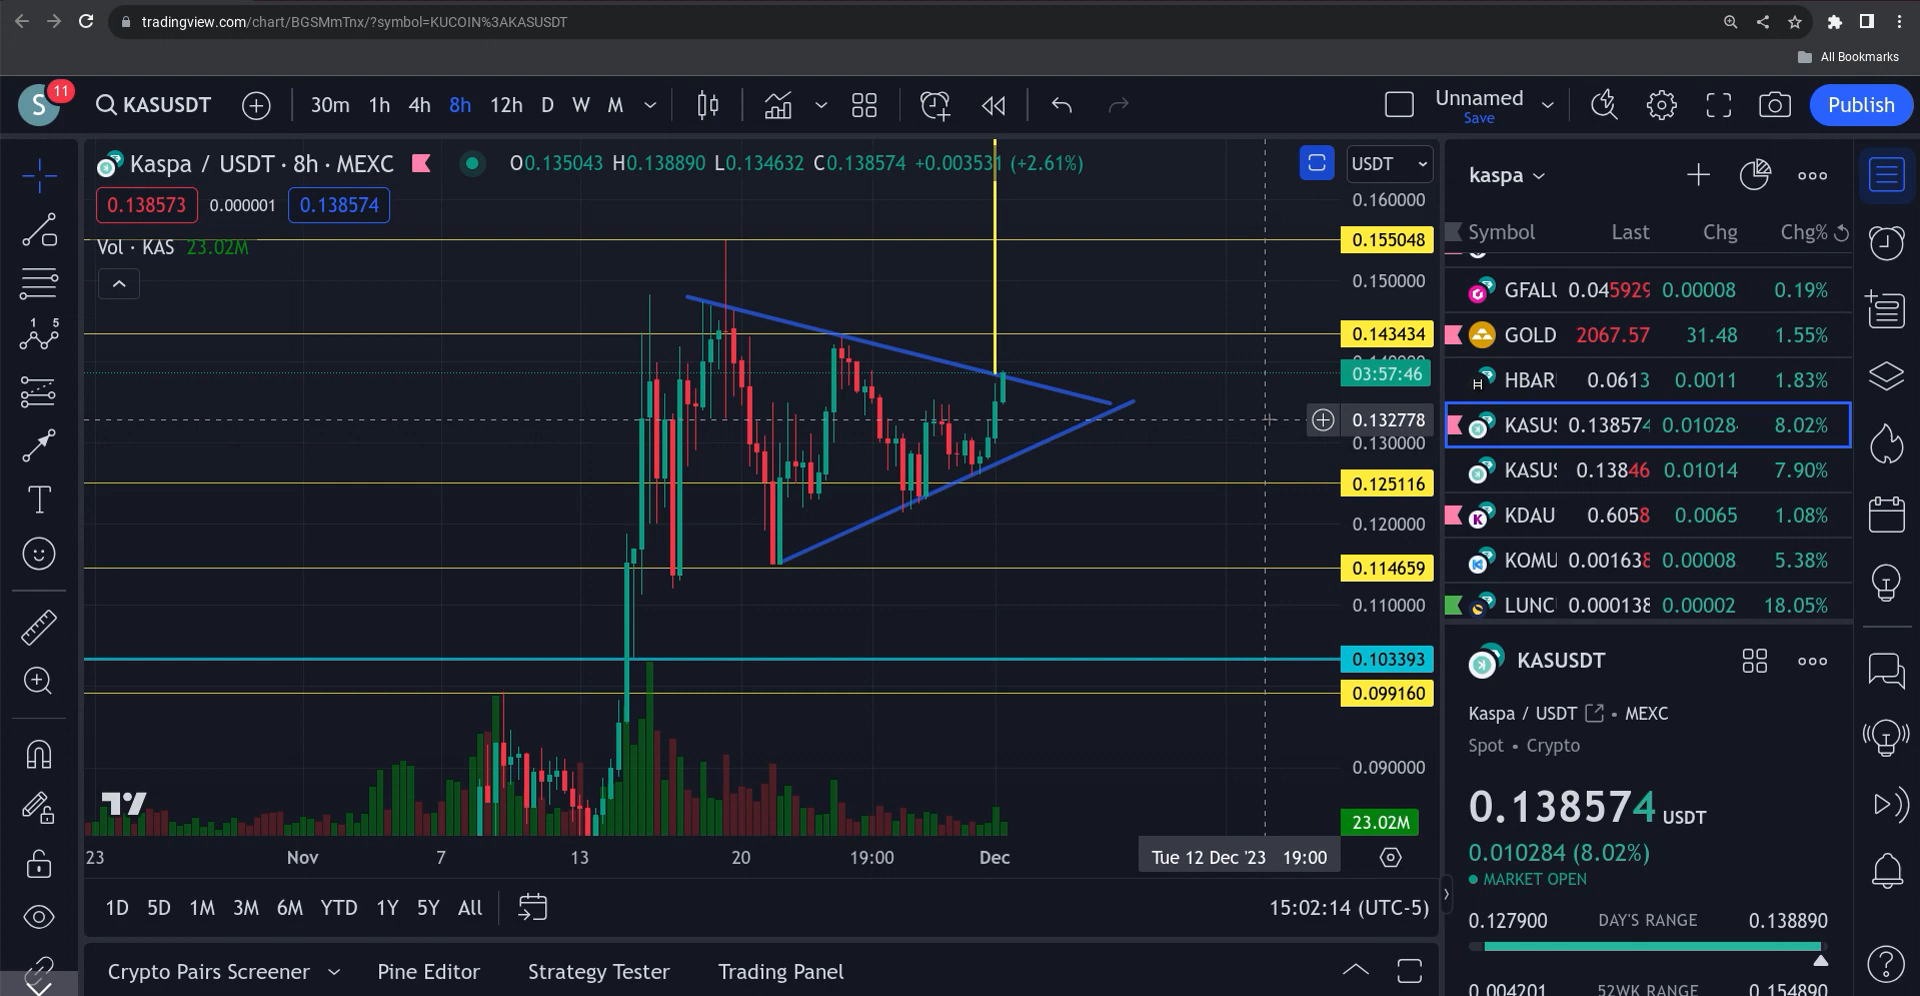 tradingview.com/chart/BGSMmTnx/?symbol=KUCOIN%3AKASUSDT
All Bookmarks
S 11 KASUSDT 30m 1h 4h 8h 12h D W M Unnamed Save Publish
Kaspa / USDT · 8h · MEXC O0.135043 H0.138890 L0.134632 C0.138574 +0.003531 (+2.61%) USDT
0.138573 0.000001 0.138574
Vol · KAS 23.02M
0.160000
0.155048
0.150000
0.143434
03:57:46
0.132778
0.130000
0.125116
0.120000
0.114659
0.110000
0.103393
0.099160
0.090000
23.02M
23 Nov 7 13 20 19:00 Dec Tue 12 Dec '23 19:00
1D 5D 1M 3M 6M YTD 1Y 5Y All 15:02:14 (UTC-5)
Crypto Pairs Screener Pine Editor Strategy Tester Trading Panel
kaspa
Symbol Last Chg Chg%
GFALU 0.045929 0.00008 0.19%
GOLD 2067.57 31.48 1.55%
HBAR 0.0613 0.0011 1.83%
KASUS 0.138574 0.01028 8.02%
KASUS 0.13846 0.01014 7.90%
KDAU 0.6058 0.0065 1.08%
KOMU 0.001638 0.00008 5.38%
LUNC 0.000138 0.00002 18.05%
KASUSDT
Kaspa / USDT • MEXC
Spot • Crypto
0.138574 USDT
0.010284 (8.02%)
MARKET OPEN
0.127900 DAY'S RANGE 0.138890
0.004201 52WK RANGE 0.154890